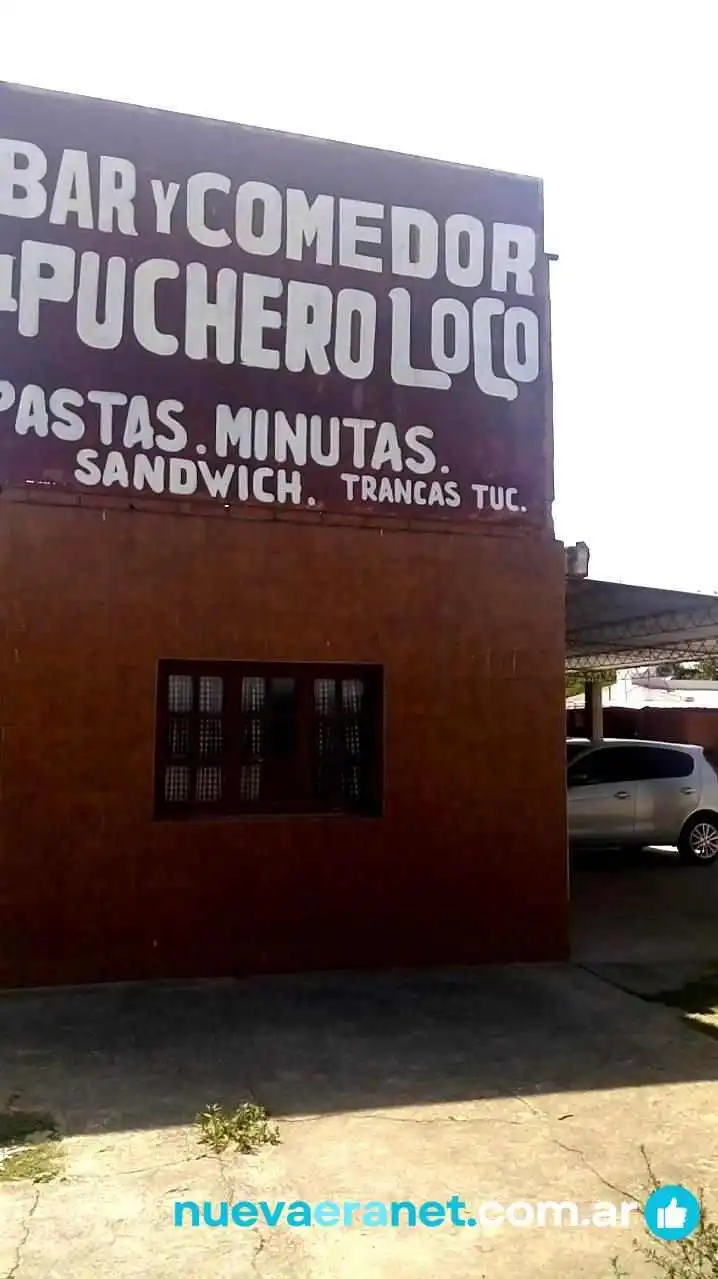 BAR Y COMEDOR
PUCHERO LOCO
PASTAS. MINUTAS.
SANDWICH. TRANCAS TUC.
nuevaeranet.com.ar